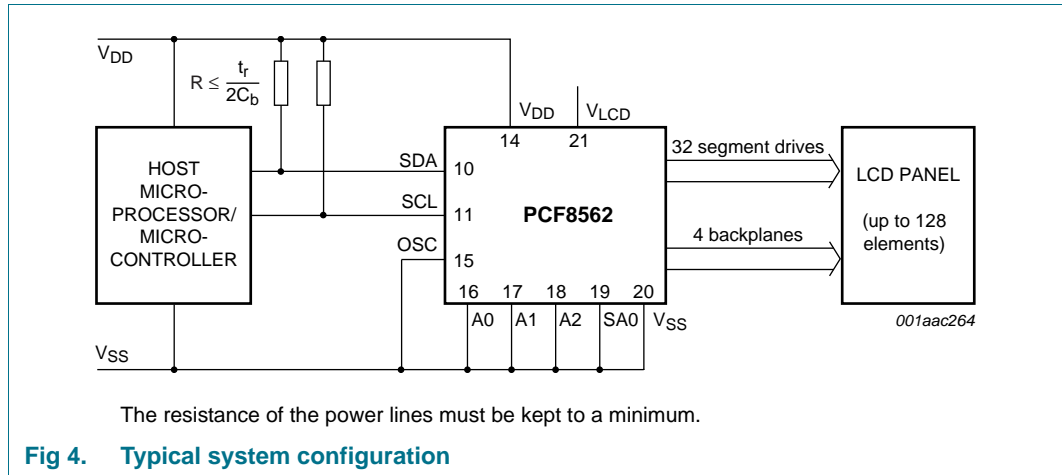 VDD
R ≤ tr
2Cb
VDD VLCD
14 21
HOST
MICRO-
PROCESSOR/
MICRO-
CONTROLLER
SDA
10
SCL
11
OSC
15
PCF8562
16 17 18 19 20
A0 A1 A2 SA0 VSS
32 segment drives
4 backplanes
LCD PANEL
(up to 128
elements)
001aac264
VSS
The resistance of the power lines must be kept to a minimum.
Fig 4. Typical system configuration